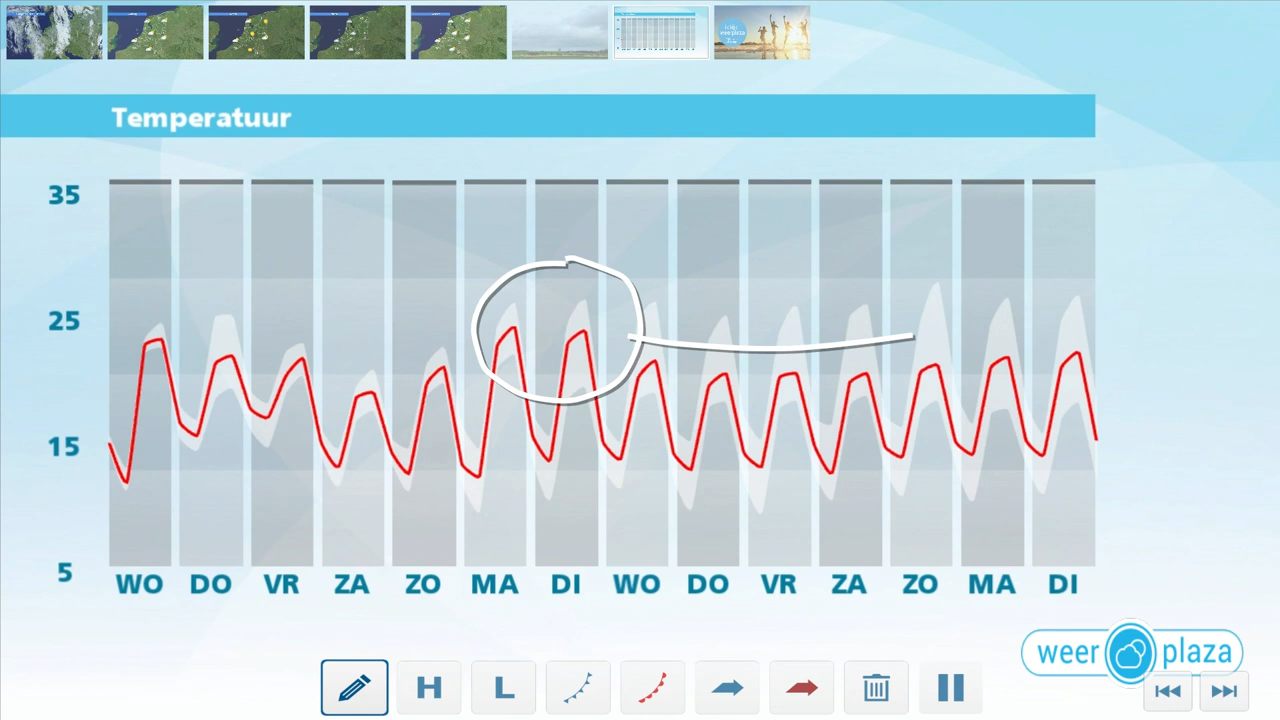 Temperatuur
35
25
15
5
WO DO VR ZA ZO MA DI WO DO VR ZA ZO MA DI
weer plaza
H L